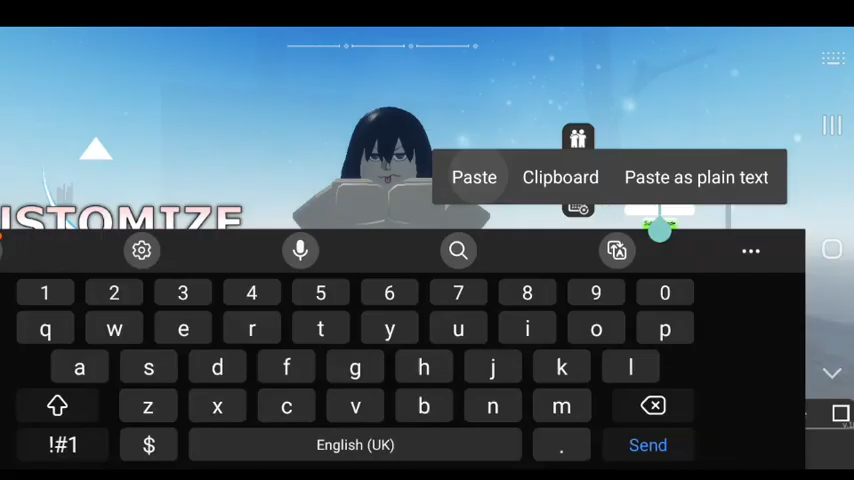 Paste Clipboard Paste as plain text
USTOMIZE
1 2 3 4 5 6 7 8 9 0
q w e r t y u i o p
a s d f g h j k l
z x c v b n m
!#1 $ English (UK) . Send